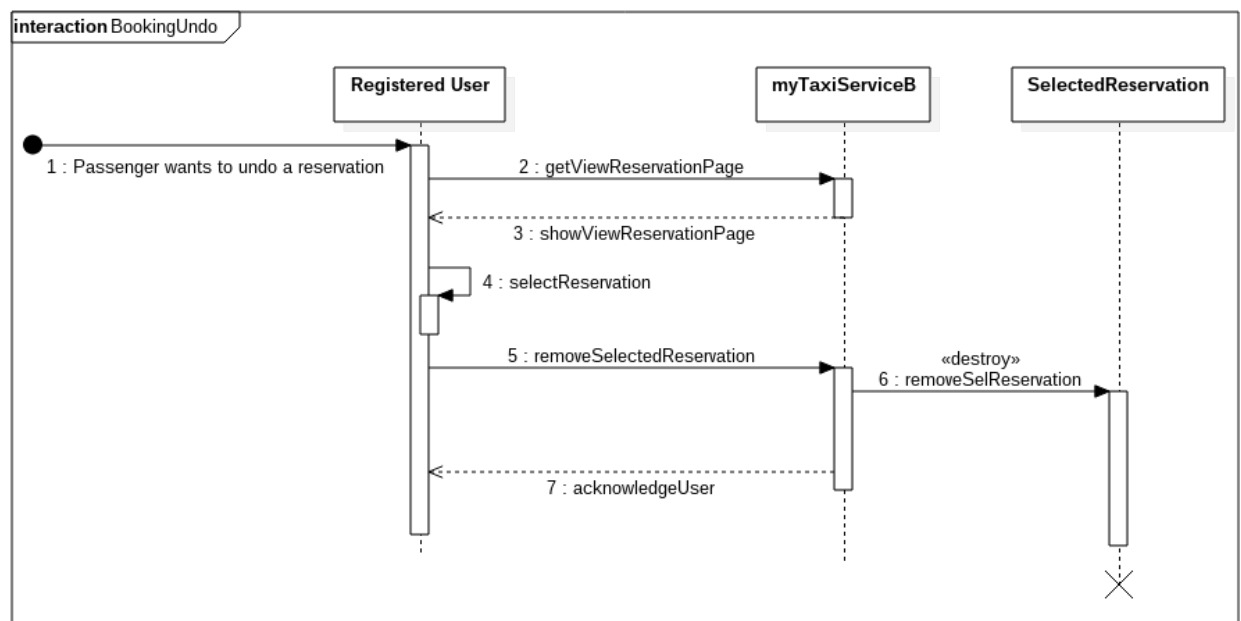 interaction BookingUndo
Registered User
myTaxiServiceB
SelectedReservation
1 : Passenger wants to undo a reservation
2 : getViewReservationPage
3 : showViewReservationPage
4 : selectReservation
5 : removeSelectedReservation
«destroy»
6 : removeSelReservation
7 : acknowledgeUser